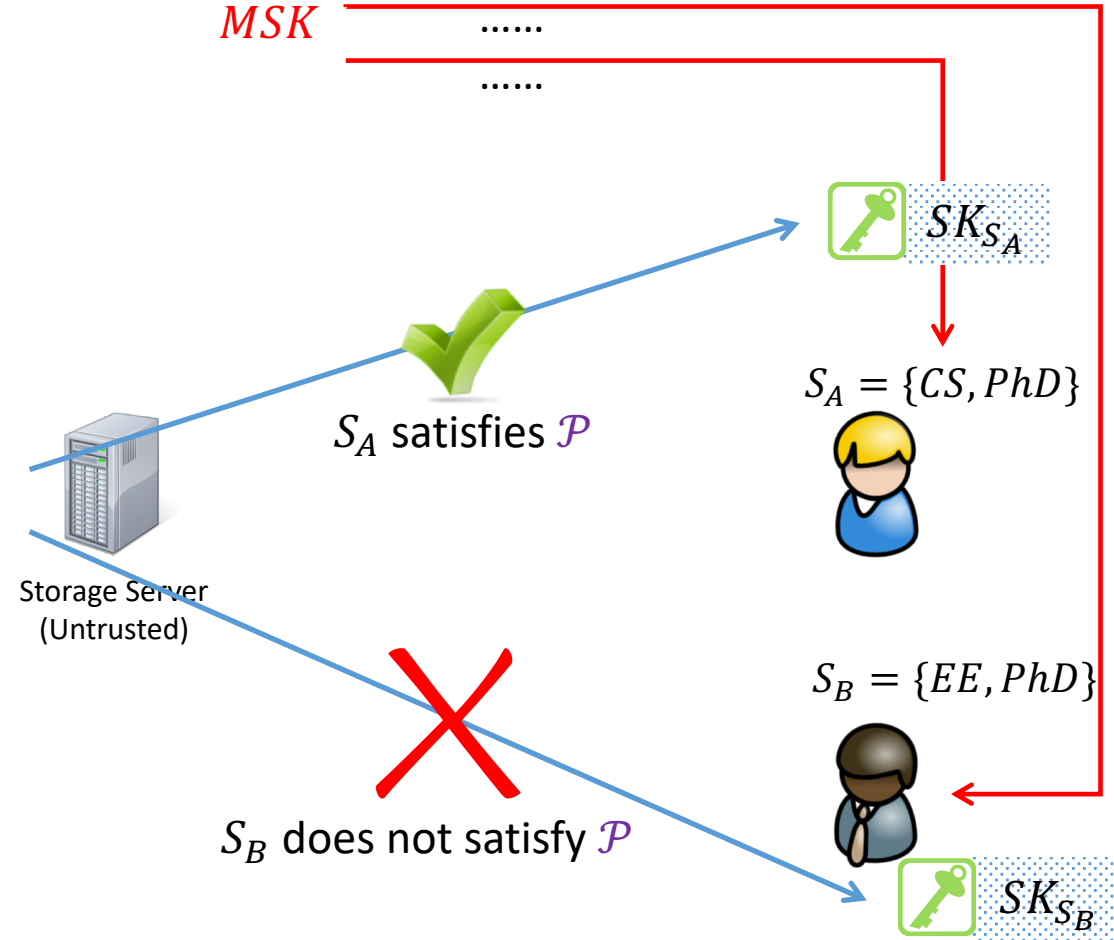 MSK
……
……
SK_{S_A}
S_A = {CS, PhD}
S_A satisfies 𝒫
Storage Server
(Untrusted)
S_B = {EE, PhD}
S_B does not satisfy 𝒫
SK_{S_B}